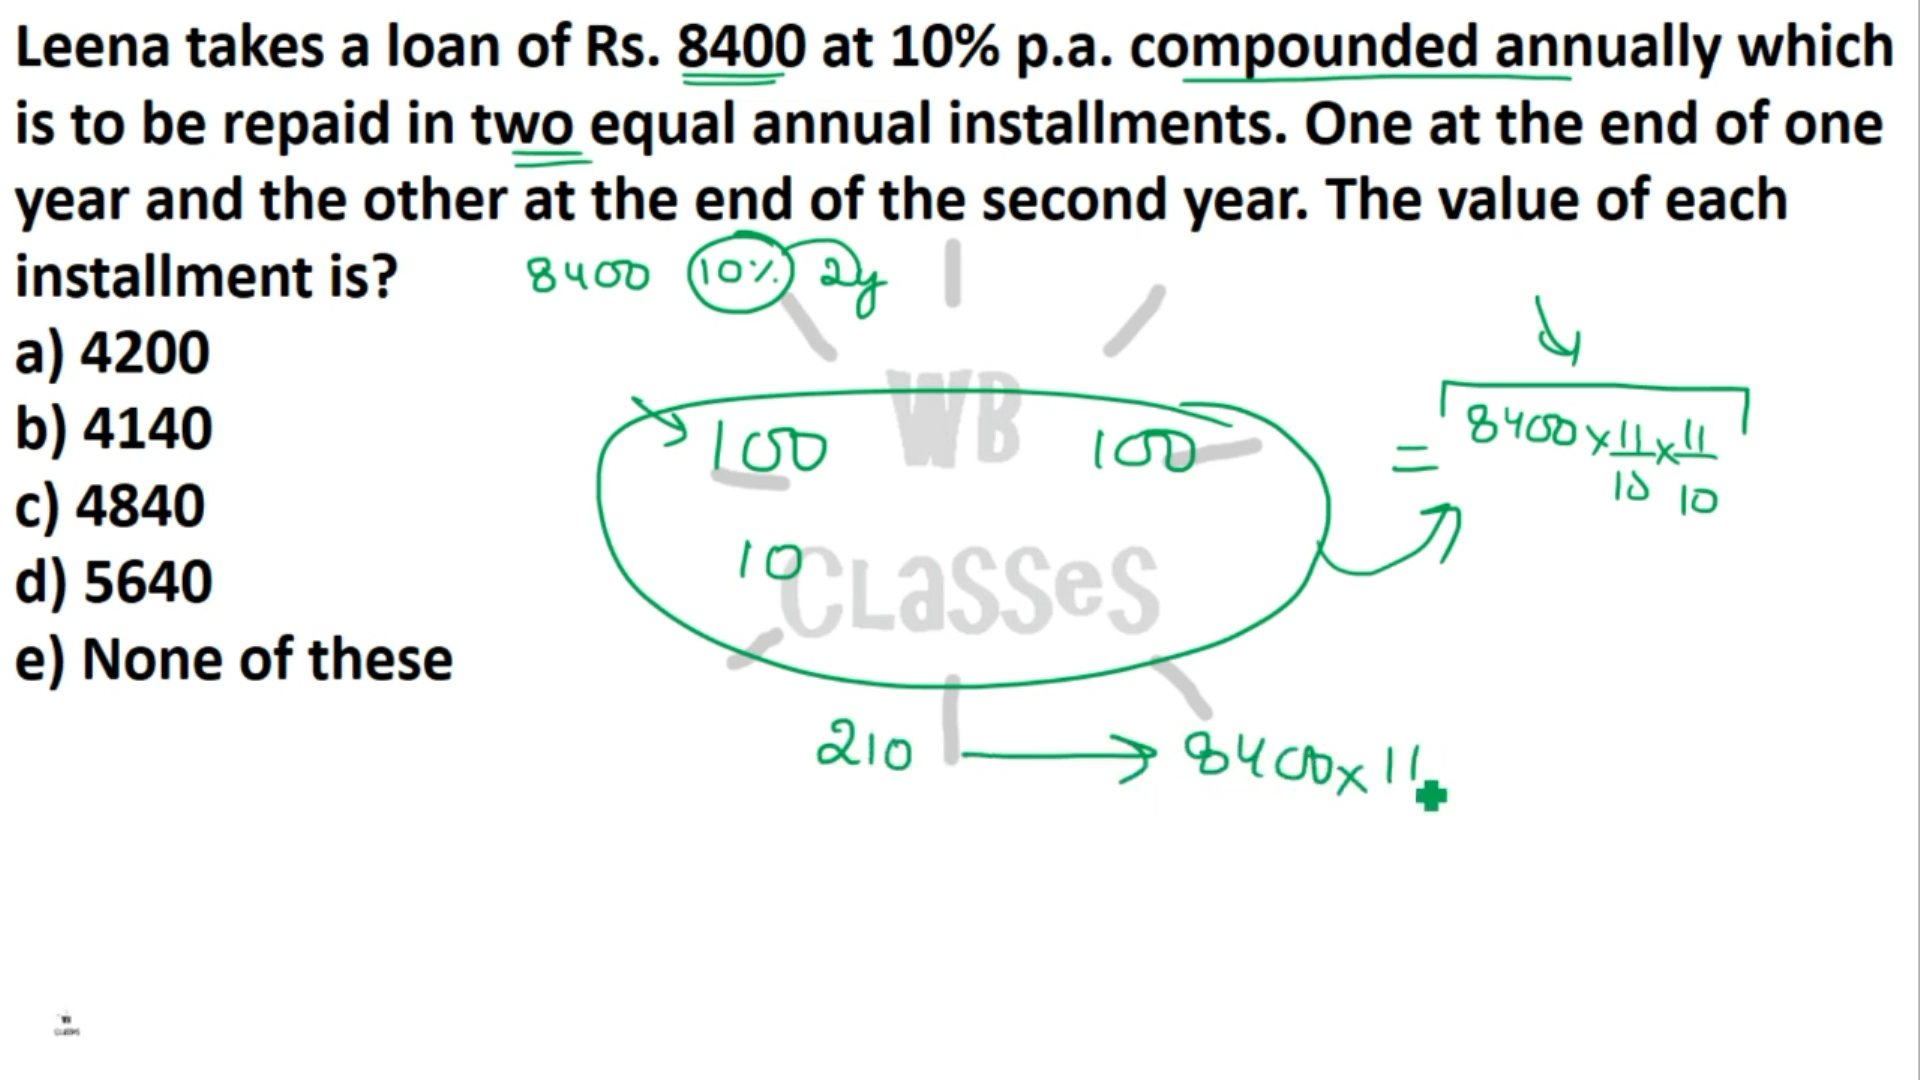 Leena takes a loan of Rs. 8400 at 10% p.a. compounded annually which
is to be repaid in two equal annual installments. One at the end of one
year and the other at the end of the second year. The value of each
installment is?
8400 10% 2y
a) 4200
b) 4140
c) 4840
d) 5640
e) None of these
WB
CLaSSeS
100 100 = 8400 x 11/10 x 11/10
10
210 → 8400 x 11
WB
CLaSSeS